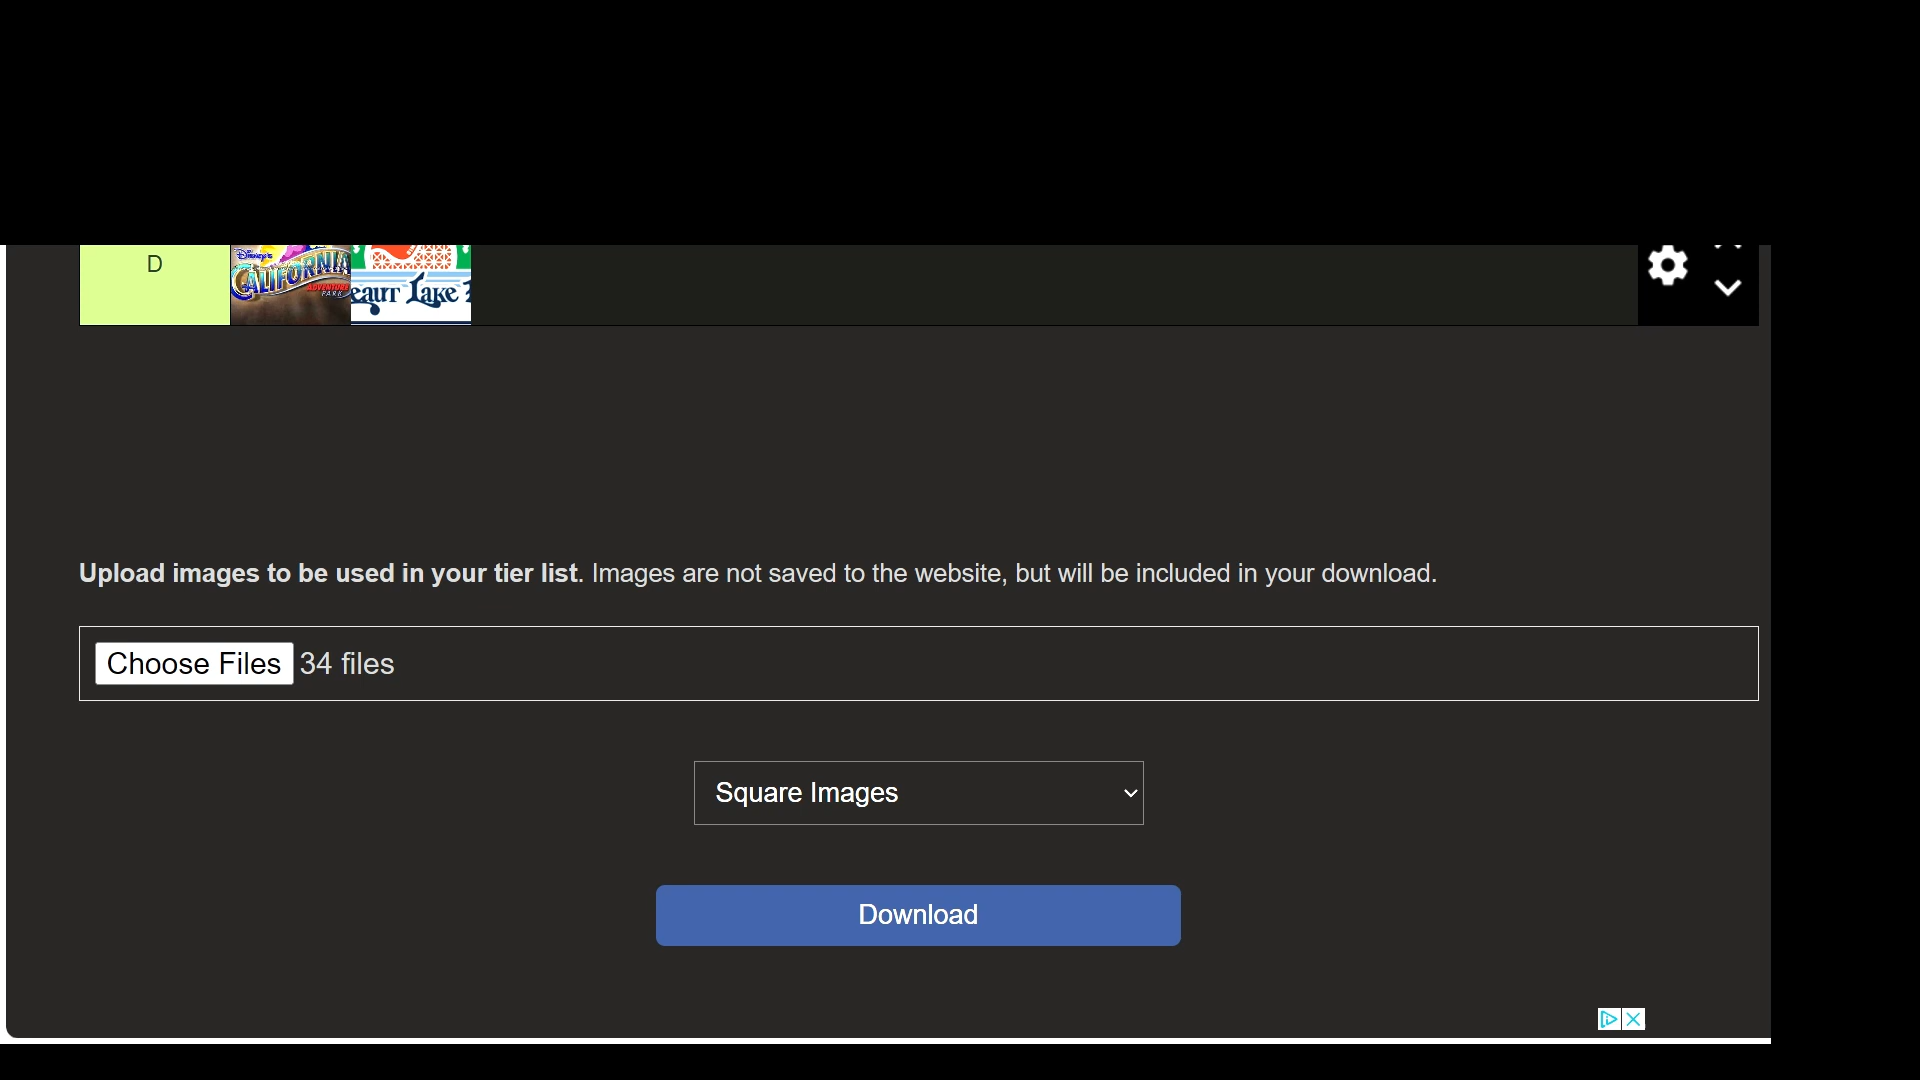 D
Disney's
CALIFORNIA
ADVENTURE
PARK
eaut Lake
Upload images to be used in your tier list. Images are not saved to the website, but will be included in your download.
Choose Files 34 files
Square Images
Download